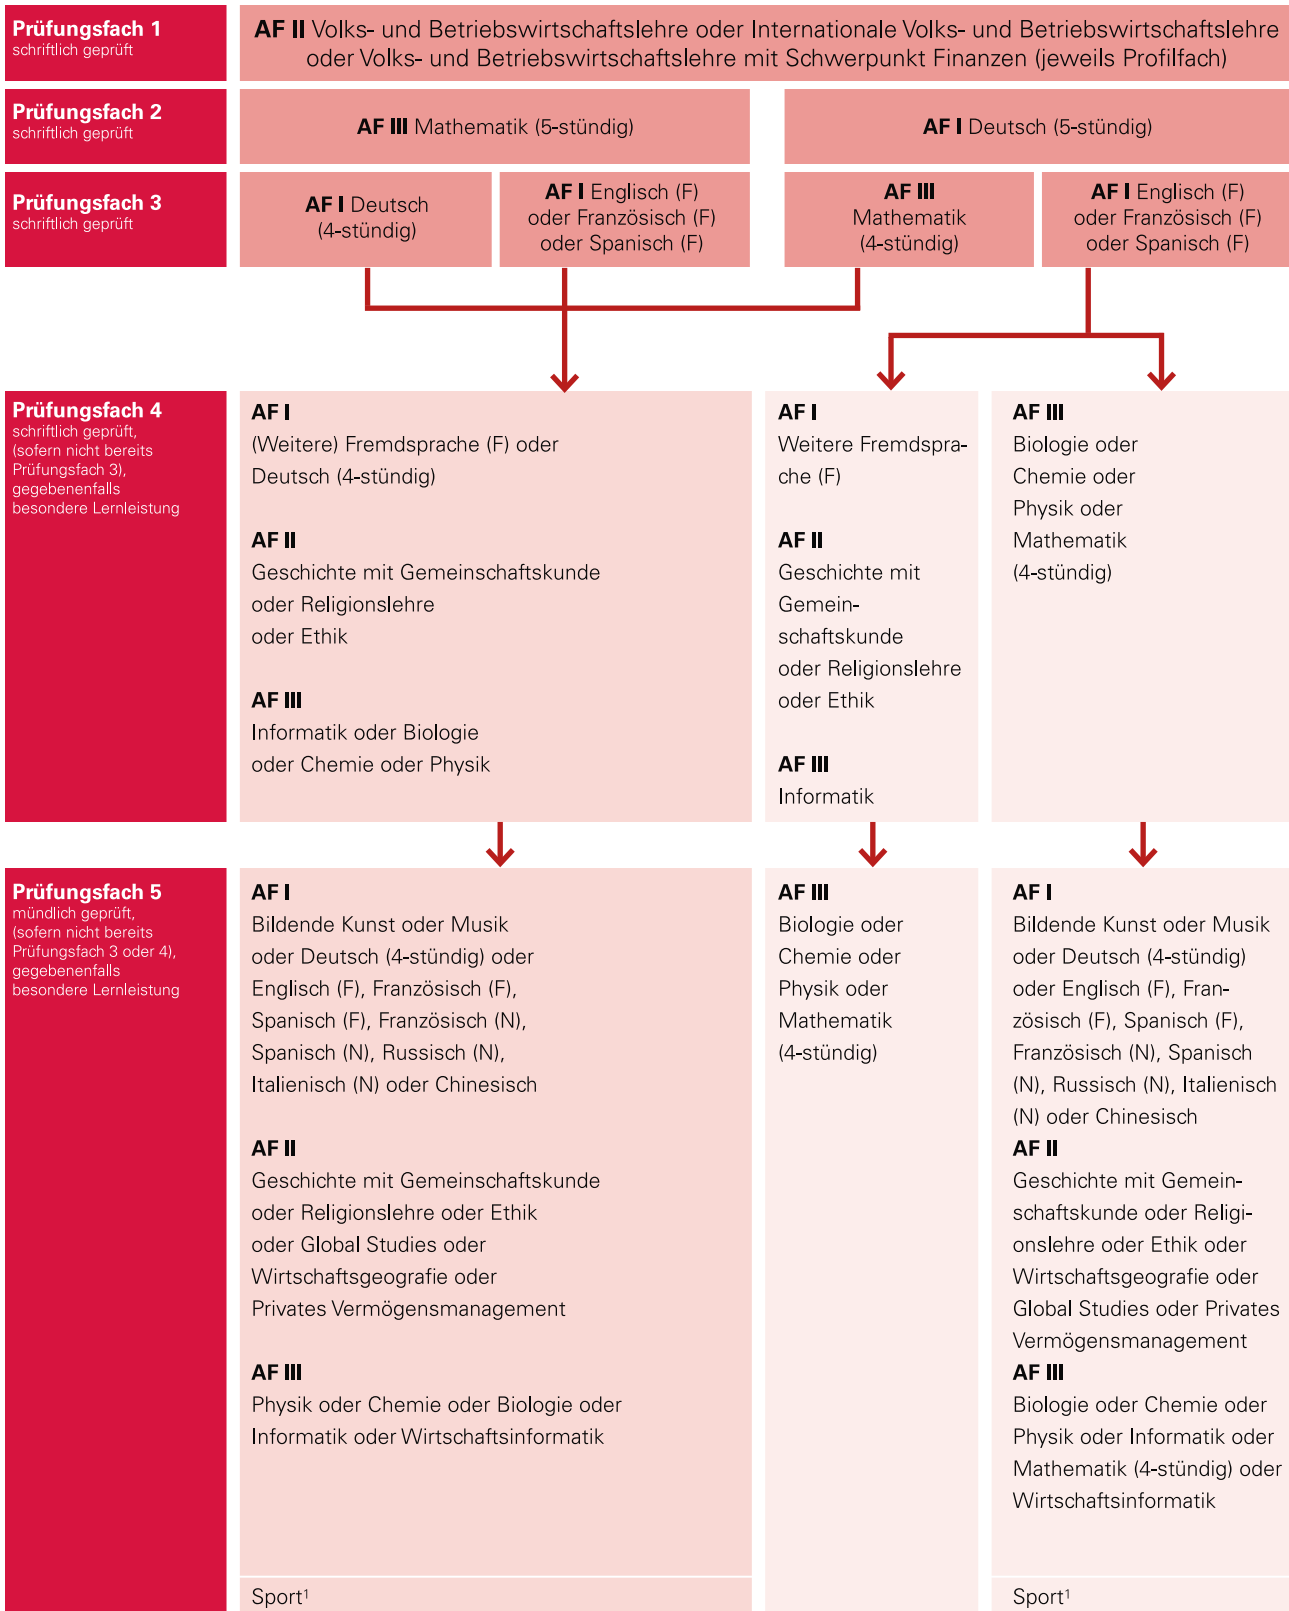 Prüfungsfach 1
schriftlich geprüft
AF II Volks- und Betriebswirtschaftslehre oder Internationale Volks- und Betriebswirtschaftslehre
oder Volks- und Betriebswirtschaftslehre mit Schwerpunkt Finanzen (jeweils Profilfach)
Prüfungsfach 2
schriftlich geprüft
AF III Mathematik (5-stündig)
AF I Deutsch (5-stündig)
Prüfungsfach 3
schriftlich geprüft
AF I Deutsch
(4-stündig)
AF I Englisch (F)
oder Französisch (F)
oder Spanisch (F)
AF III
Mathematik
(4-stündig)
AF I Englisch (F)
oder Französisch (F)
oder Spanisch (F)
Prüfungsfach 4
schriftlich geprüft,
(sofern nicht bereits
Prüfungsfach 3),
gegebenenfalls
besondere Lernleistung
AF I
(Weitere) Fremdsprache (F) oder
Deutsch (4-stündig)
AF II
Geschichte mit Gemeinschaftskunde
oder Religionslehre
oder Ethik
AF III
Informatik oder Biologie
oder Chemie oder Physik
AF I
Weitere Fremdspra-
che (F)
AF II
Geschichte mit
Gemein-
schaftskunde
oder Religionslehre
oder Ethik
AF III
Informatik
AF III
Biologie oder
Chemie oder
Physik oder
Mathematik
(4-stündig)
Prüfungsfach 5
mündlich geprüft,
(sofern nicht bereits
Prüfungsfach 3 oder 4),
gegebenenfalls
besondere Lernleistung
AF I
Bildende Kunst oder Musik
oder Deutsch (4-stündig) oder
Englisch (F), Französisch (F),
Spanisch (F), Französisch (N),
Spanisch (N), Russisch (N),
Italienisch (N) oder Chinesisch
AF II
Geschichte mit Gemeinschaftskunde
oder Religionslehre oder Ethik
oder Global Studies oder
Wirtschaftsgeografie oder
Privates Vermögensmanagement
AF III
Physik oder Chemie oder Biologie oder
Informatik oder Wirtschaftsinformatik
Sport¹
AF III
Biologie oder
Chemie oder
Physik oder
Mathematik
(4-stündig)
AF I
Bildende Kunst oder Musik
oder Deutsch (4-stündig)
oder Englisch (F), Fran-
zösisch (F), Spanisch (F),
Französisch (N), Spanisch
(N), Russisch (N), Italienisch
(N) oder Chinesisch
AF II
Geschichte mit Gemein-
schaftskunde oder Religi-
onslehre oder Ethik oder
Wirtschaftsgeografie oder
Global Studies oder Privates
Vermögensmanagement
AF III
Biologie oder Chemie oder
Physik oder Informatik oder
Mathematik (4-stündig) oder
Wirtschaftsinformatik
Sport¹